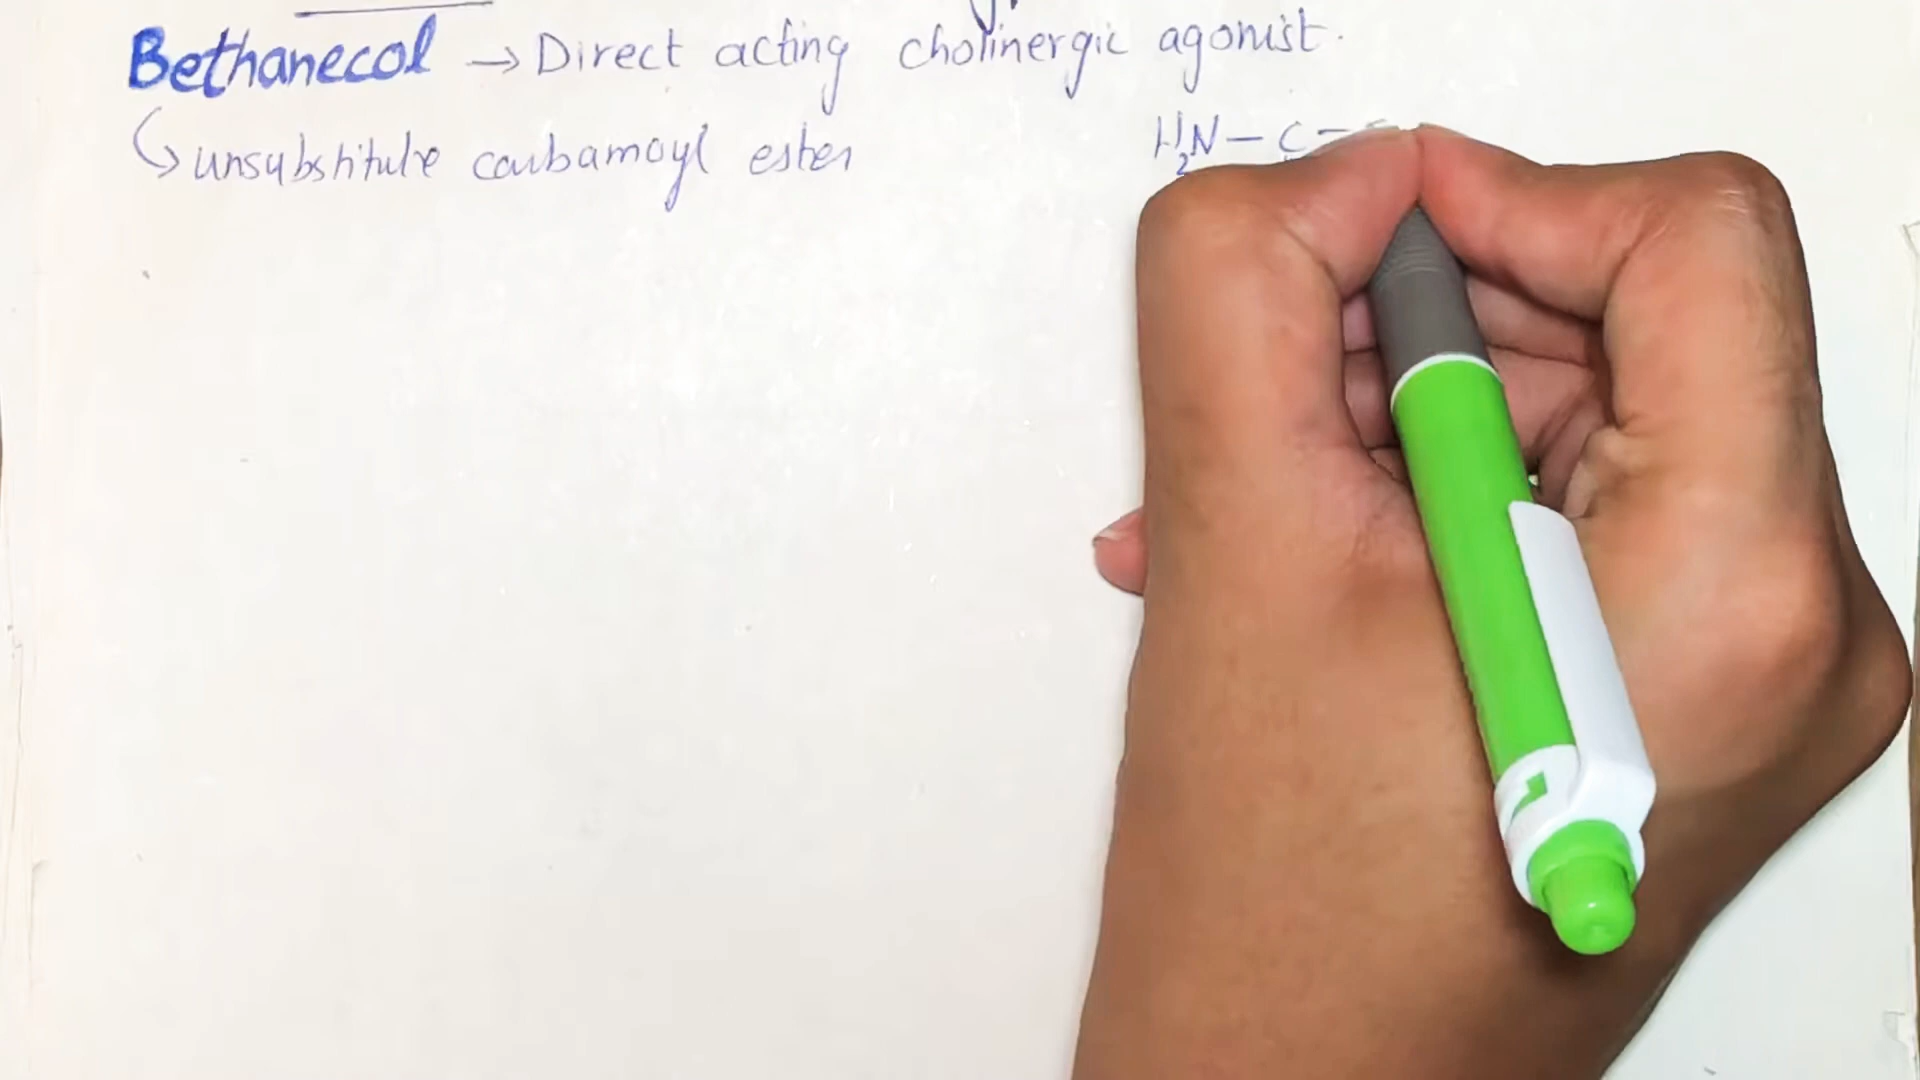 Bethanecol → Direct acting cholinergic agonist.
↳ unsubstitute carbamoyl ester
H₂N – C –